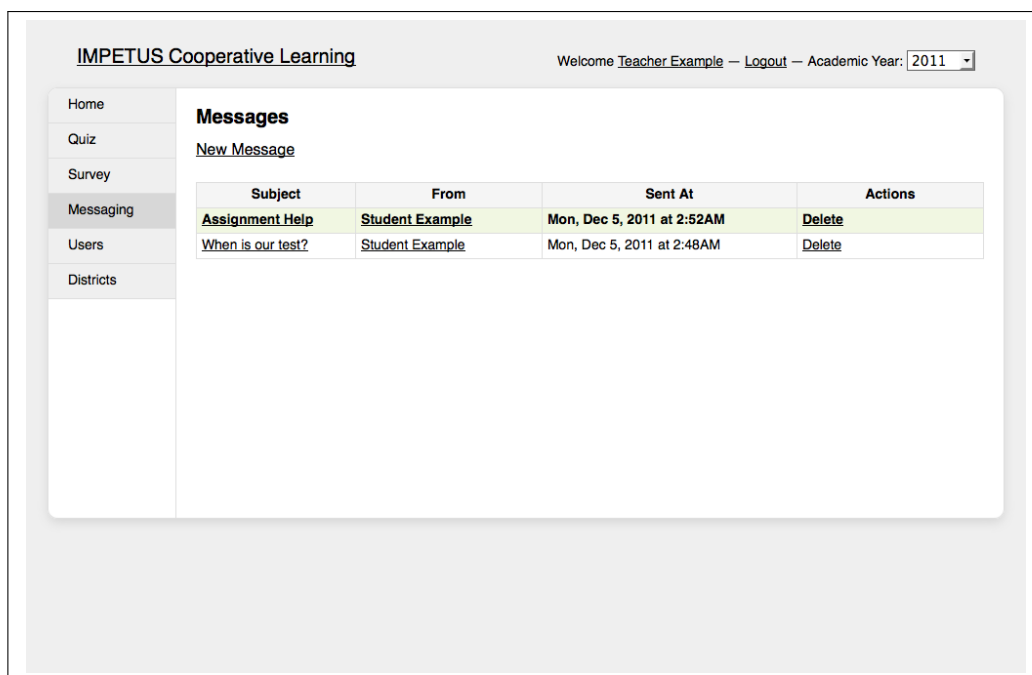 IMPETUS Cooperative Learning
Welcome Teacher Example — Logout — Academic Year: 2011
Home
Quiz
Survey
Messaging
Users
Districts
Messages
New Message
Subject From Sent At Actions
Assignment Help Student Example Mon, Dec 5, 2011 at 2:52AM Delete
When is our test? Student Example Mon, Dec 5, 2011 at 2:48AM Delete